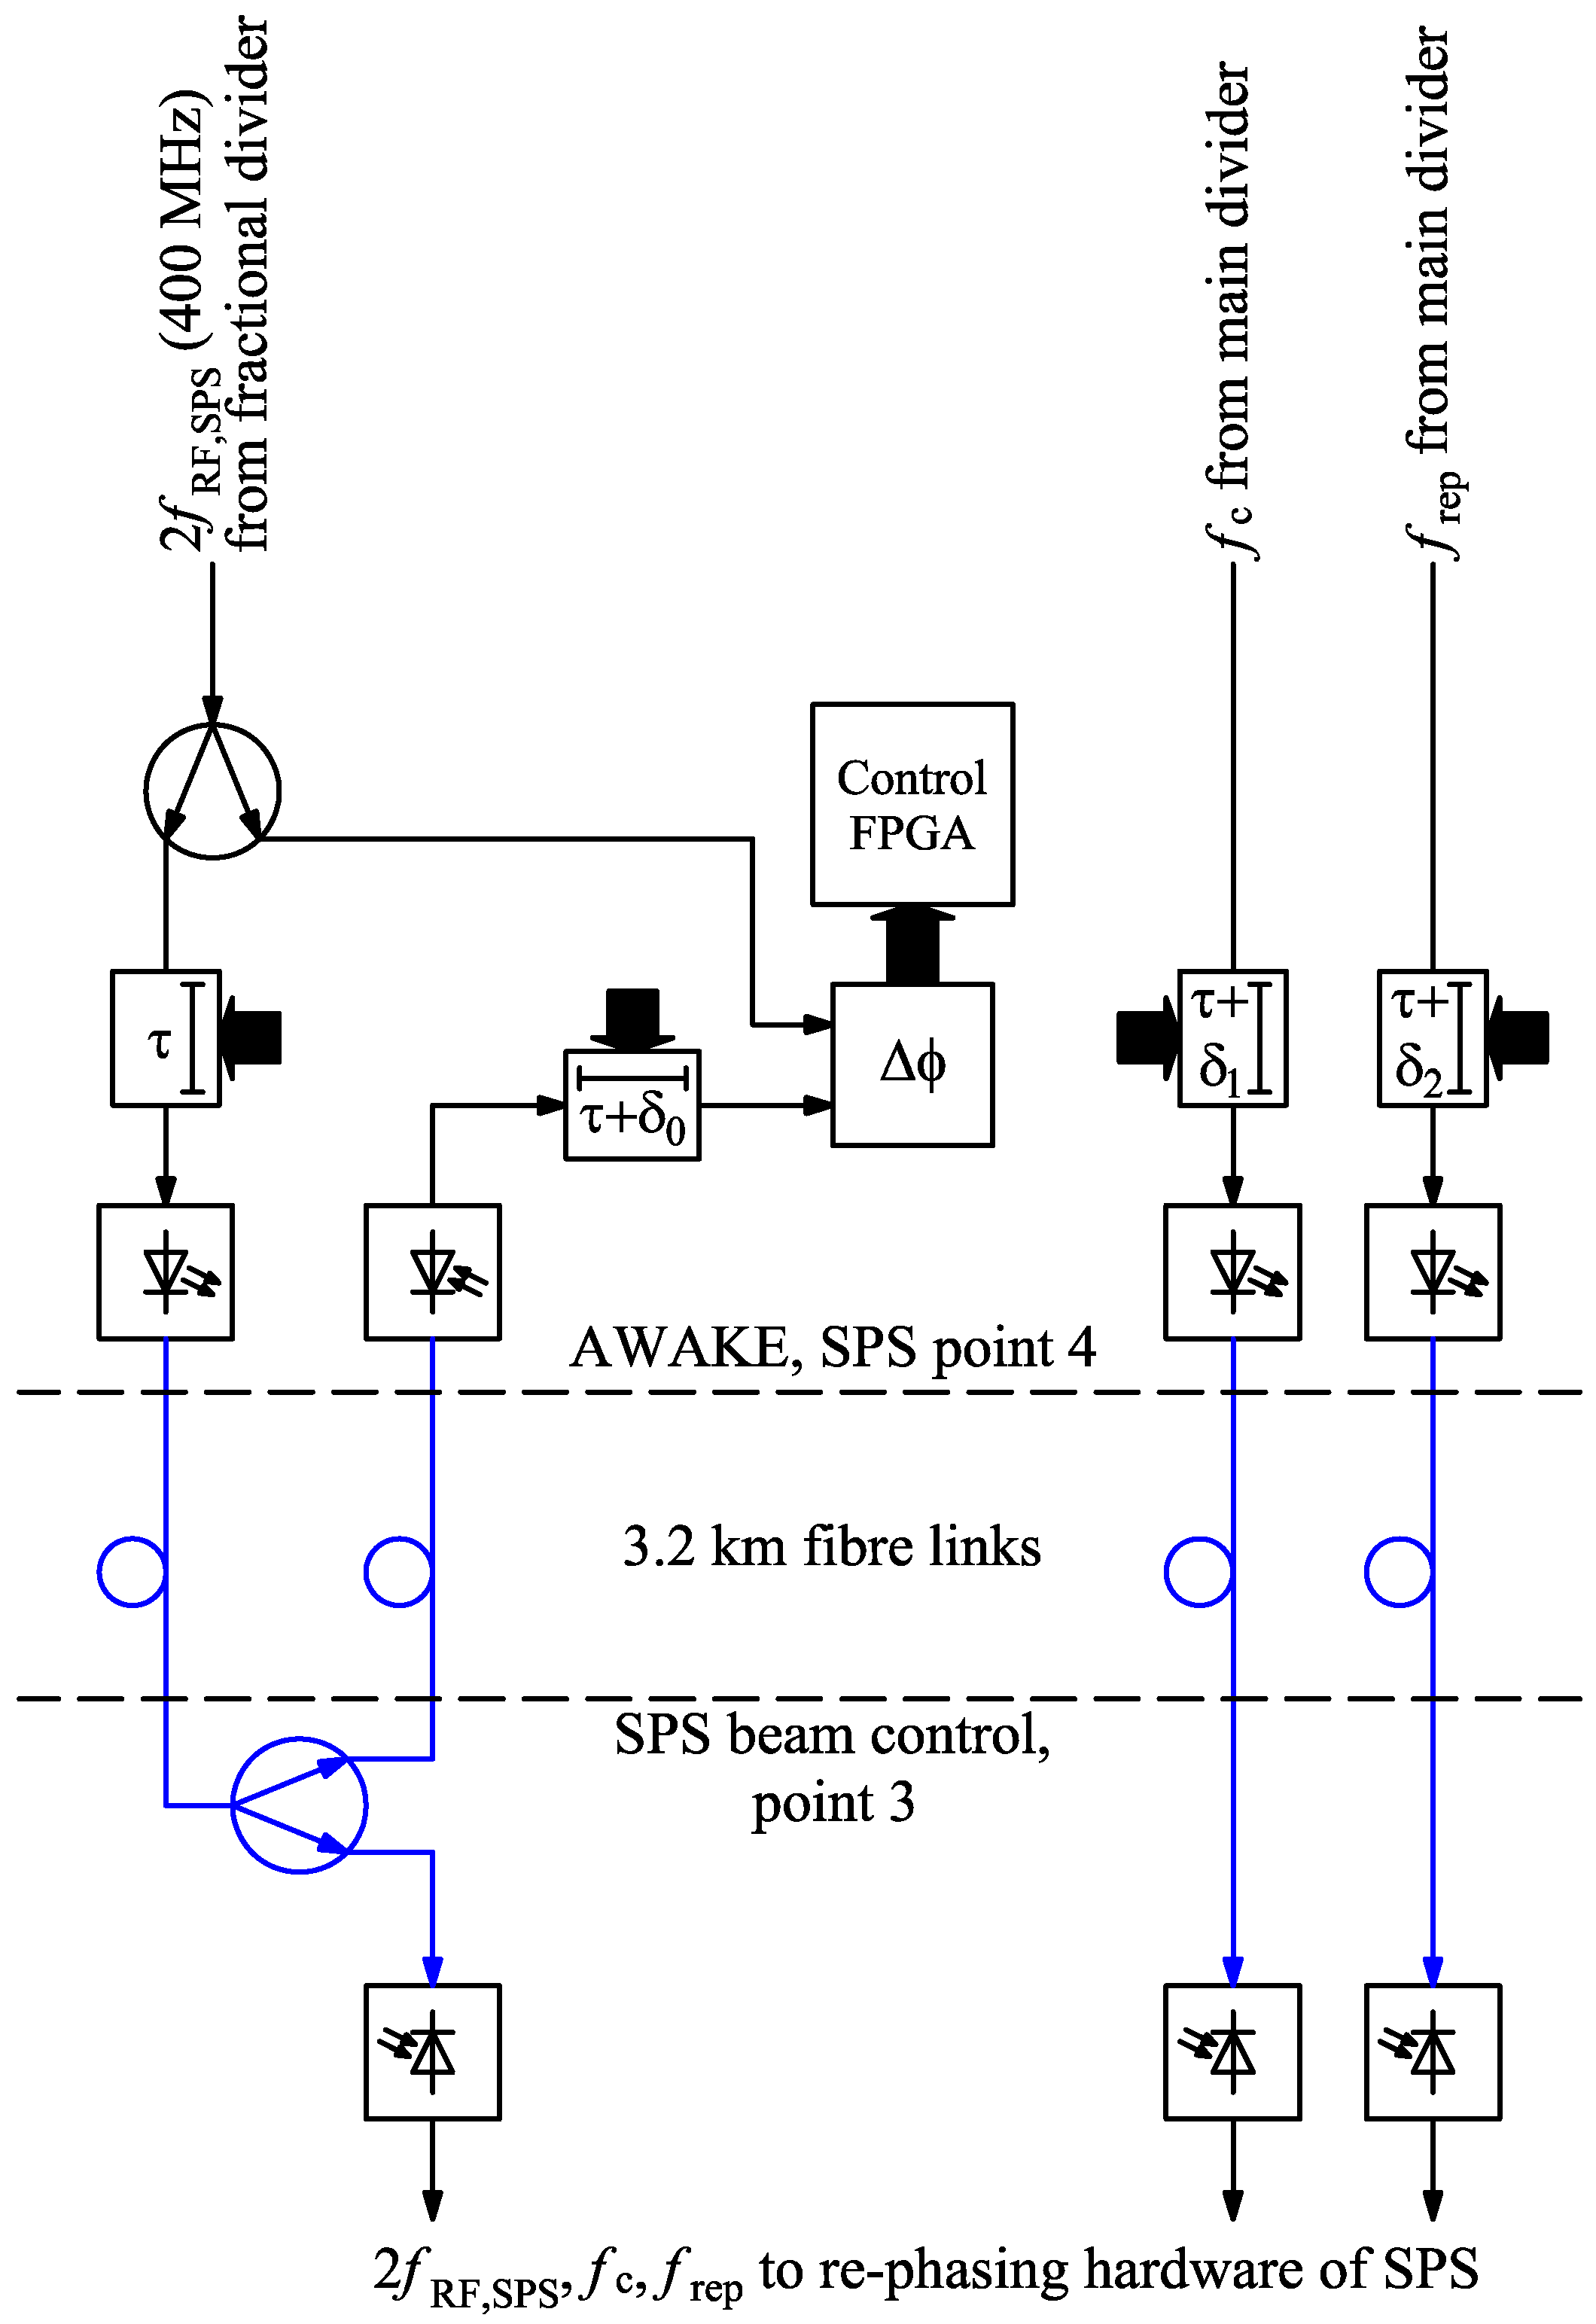 2f RF,SPS (400 MHz)
from fractional divider
f c from main divider
f rep from main divider
Control
FPGA
τ
τ+δ0
Δϕ
τ+
δ1
τ+
δ2
AWAKE, SPS point 4
3.2 km fibre links
SPS beam control,
point 3
2f RF,SPS, f c, f rep to re-phasing hardware of SPS